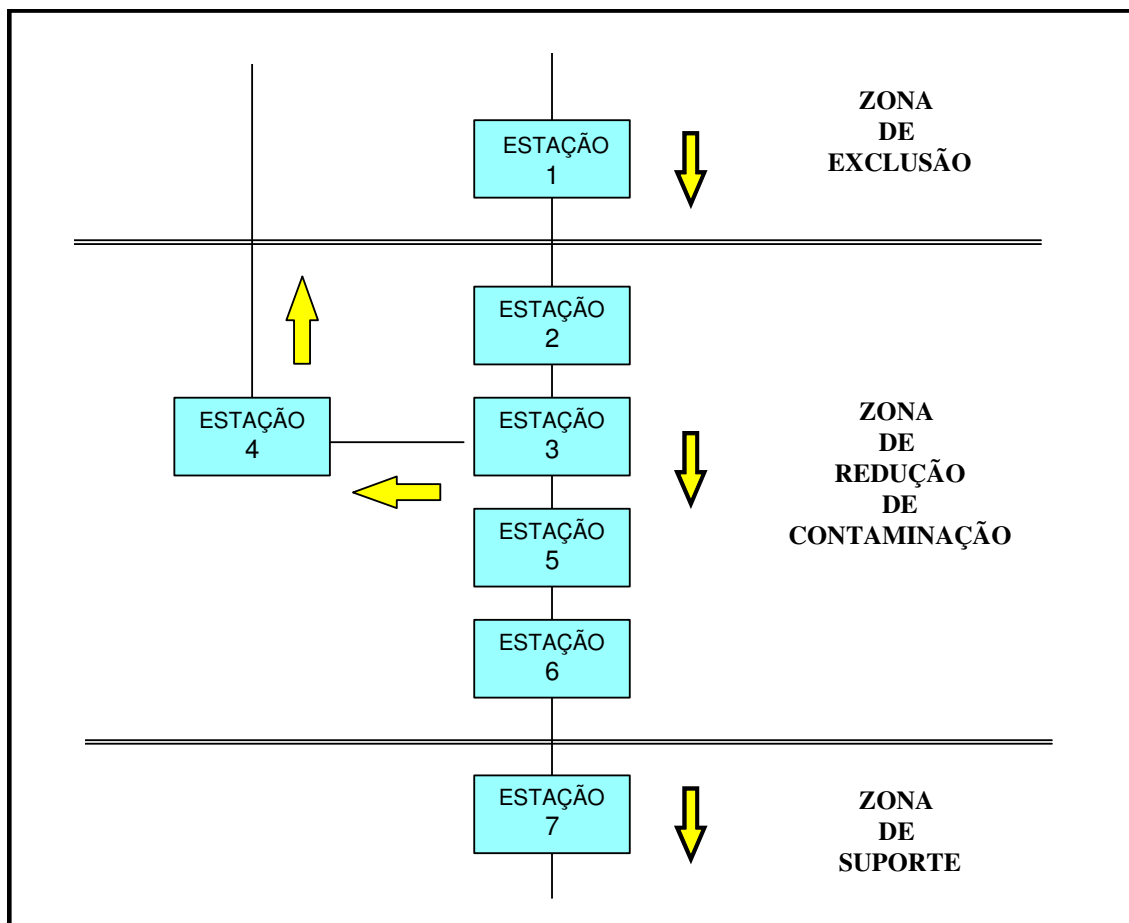 ZONA
DE
EXCLUSÃO
ESTAÇÃO
1
ESTAÇÃO
2
ESTAÇÃO
4
ESTAÇÃO
3
ZONA
DE
REDUÇÃO
DE
CONTAMINAÇÃO
ESTAÇÃO
5
ESTAÇÃO
6
ESTAÇÃO
7
ZONA
DE
SUPORTE